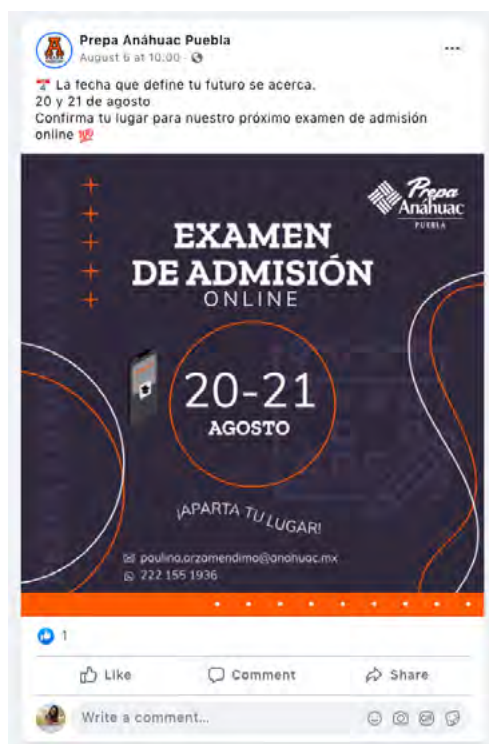 Prepa Anáhuac Puebla
August 6 at 10:00
La fecha que define tu futuro se acerca.
20 y 21 de agosto
Confirma tu lugar para nuestro próximo examen de admisión
online 💯
Prepa
Anáhuac
PUEBLA
EXAMEN
DE ADMISIÓN
ONLINE
20-21
AGOSTO
¡APARTA TU LUGAR!
paulina.arzamendimo@anahuac.mx
222 155 1936
1
Like
Comment
Share
Write a comment...